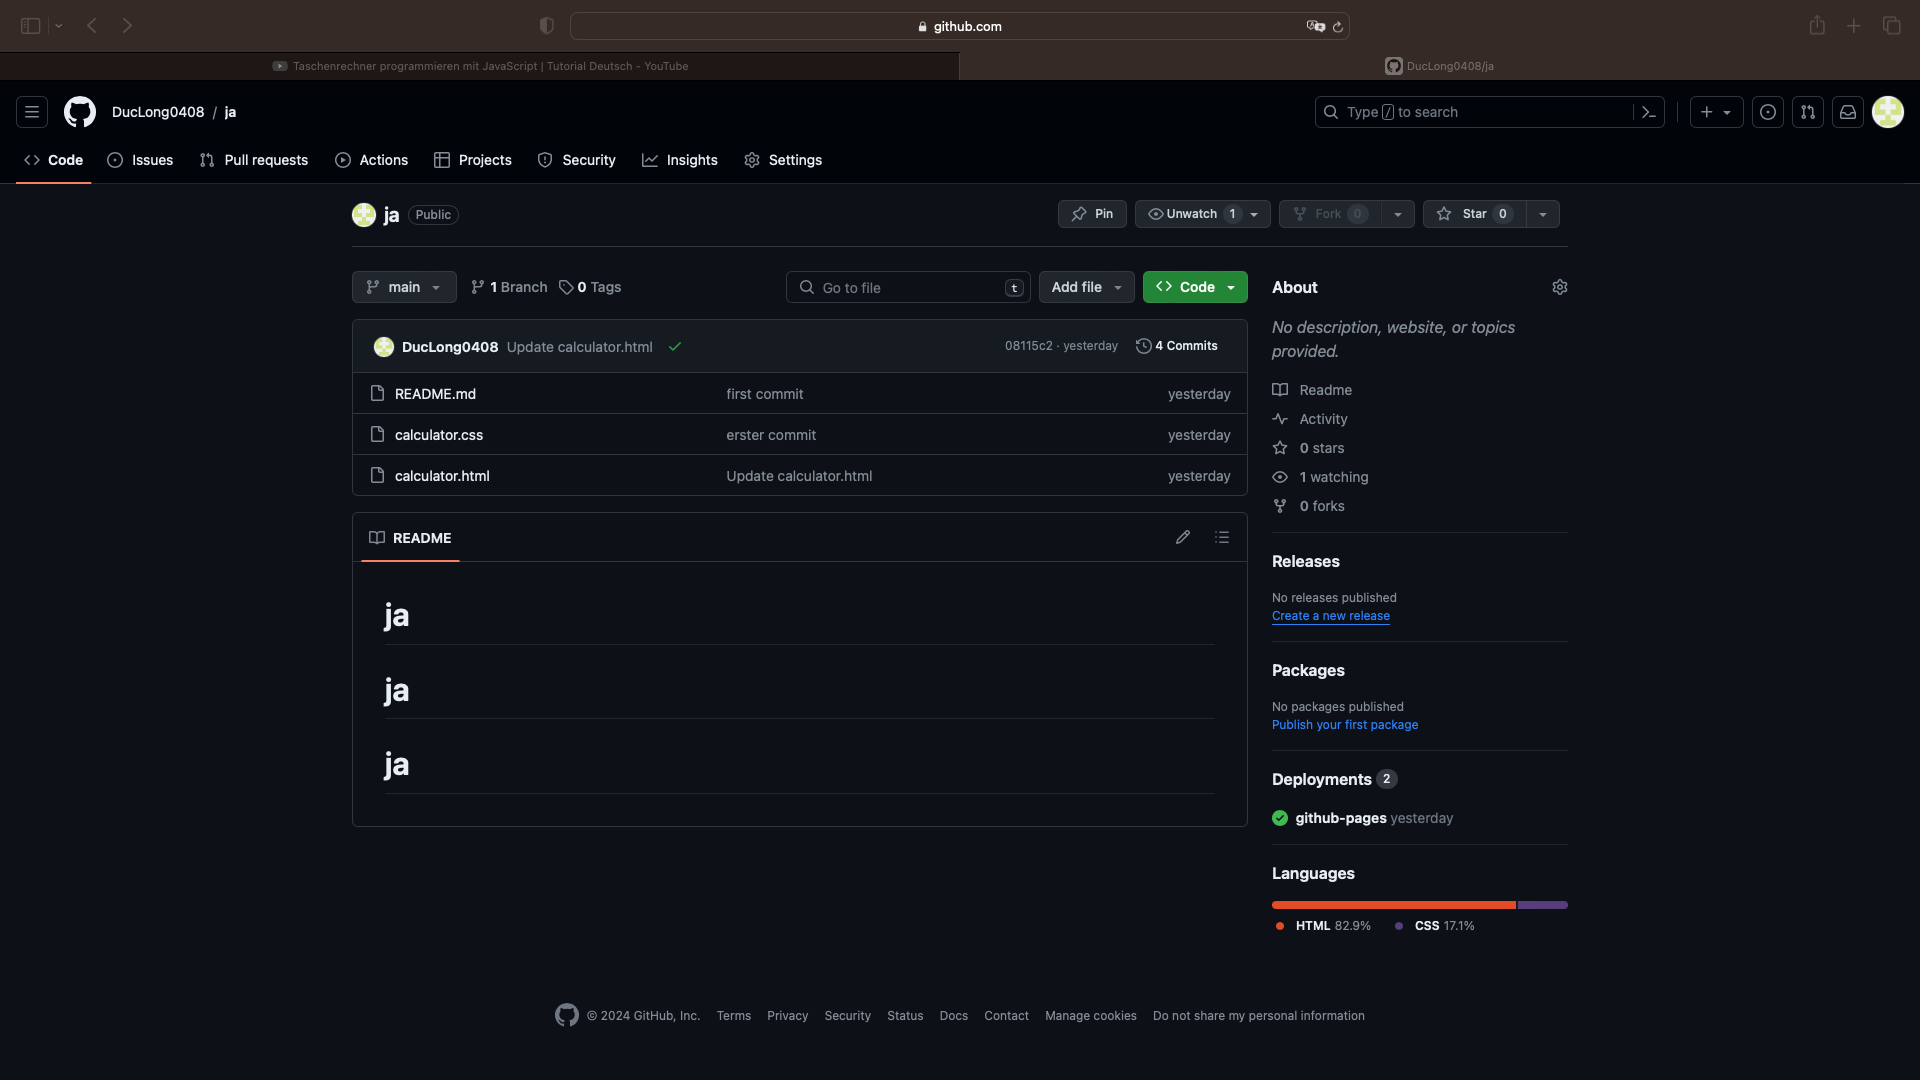 github.com
Taschenrechner programmieren mit JavaScript | Tutorial Deutsch - YouTube
DucLong0408/ja
DucLong0408 / ja
Type / to search
Code Issues Pull requests Actions Projects Security Insights Settings
ja Public
Pin
Unwatch 1
Fork 0
Star 0
main
1 Branch
0 Tags
Go to file t
Add file
Code
DucLong0408 Update calculator.html
08115c2 · yesterday
4 Commits
README.md first commit yesterday
calculator.css erster commit yesterday
calculator.html Update calculator.html yesterday
README
ja
ja
ja
About
No description, website, or topics
provided.
Readme
Activity
0 stars
1 watching
0 forks
Releases
No releases published
Create a new release
Packages
No packages published
Publish your first package
Deployments 2
github-pages yesterday
Languages
HTML 82.9% CSS 17.1%
© 2024 GitHub, Inc. Terms Privacy Security Status Docs Contact Manage cookies Do not share my personal information